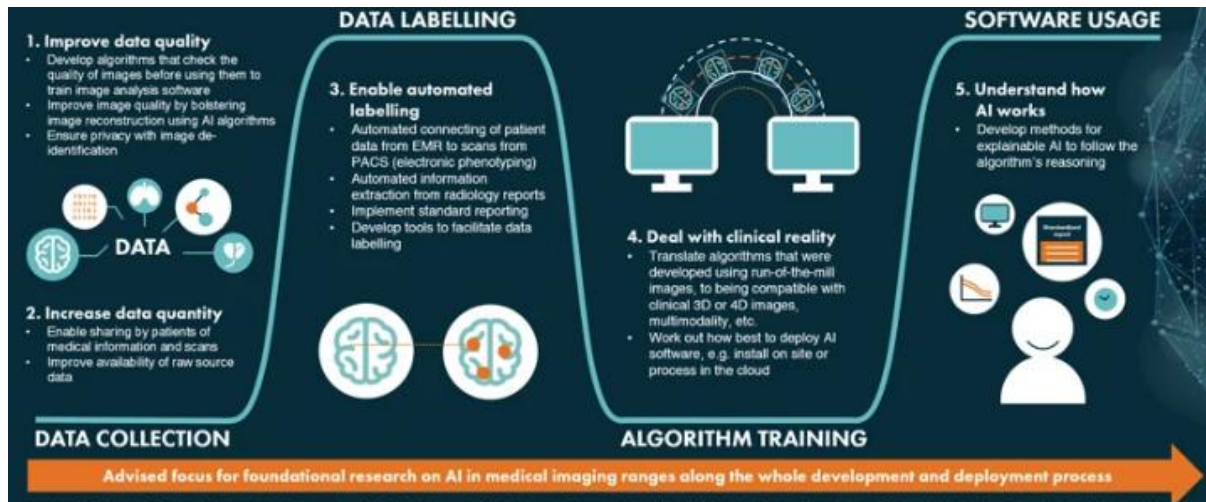 DATA LABELLING
SOFTWARE USAGE
1. Improve data quality
• Develop algorithms that check the
quality of images before using them to
train image analysis software
• Improve image quality by bolstering
image reconstruction using AI algorithms
• Ensure privacy with image de-
identification
DATA
2. Increase data quantity
• Enable sharing by patients of
medical information and scans
• Improve availability of raw source
data
DATA COLLECTION
3. Enable automated
labelling
• Automated connecting of patient
data from EMR to scans from
PACS (electronic phenotyping)
• Automated information
extraction from radiology reports
• Implement standard reporting
• Develop tools to facilitate data
labelling
4. Deal with clinical reality
• Translate algorithms that were
developed using run-of-the-mill
images, to being compatible with
clinical 3D or 4D images,
multimodality, etc.
• Work out how best to deploy AI
software, e.g. install on site or
process in the cloud
ALGORITHM TRAINING
5. Understand how
AI works
• Develop methods for
explainable AI to follow the
algorithm's reasoning
Standardized
report
Advised focus for foundational research on AI in medical imaging ranges along the whole development and deployment process